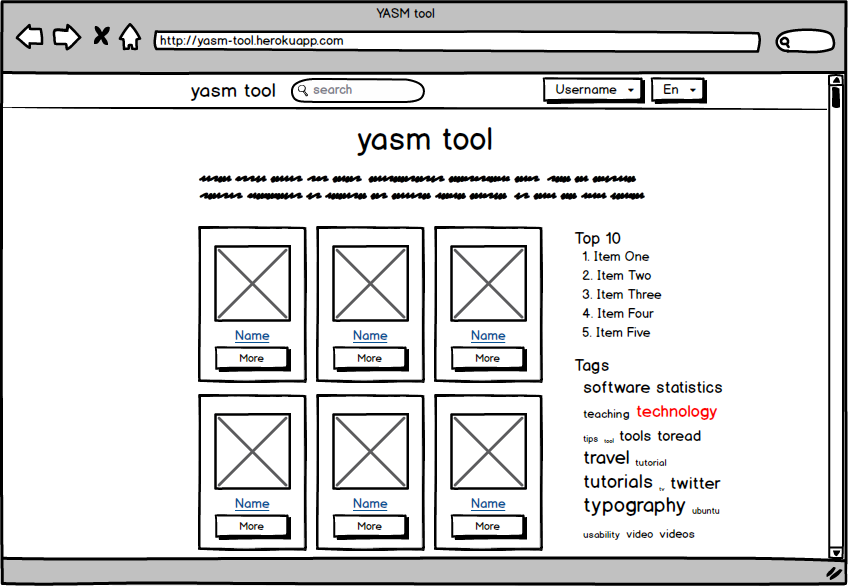 YASM tool
http://yasm-tool.herokuapp.com
yasm tool search Username En
yasm tool
Name Name Name
More More More
Name Name Name
More More More
Top 10
1. Item One
2. Item Two
3. Item Three
4. Item Four
5. Item Five
Tags
software statistics
teaching technology
tips tool tools toread
travel tutorial
tutorials tv twitter
typography ubuntu
usability video videos